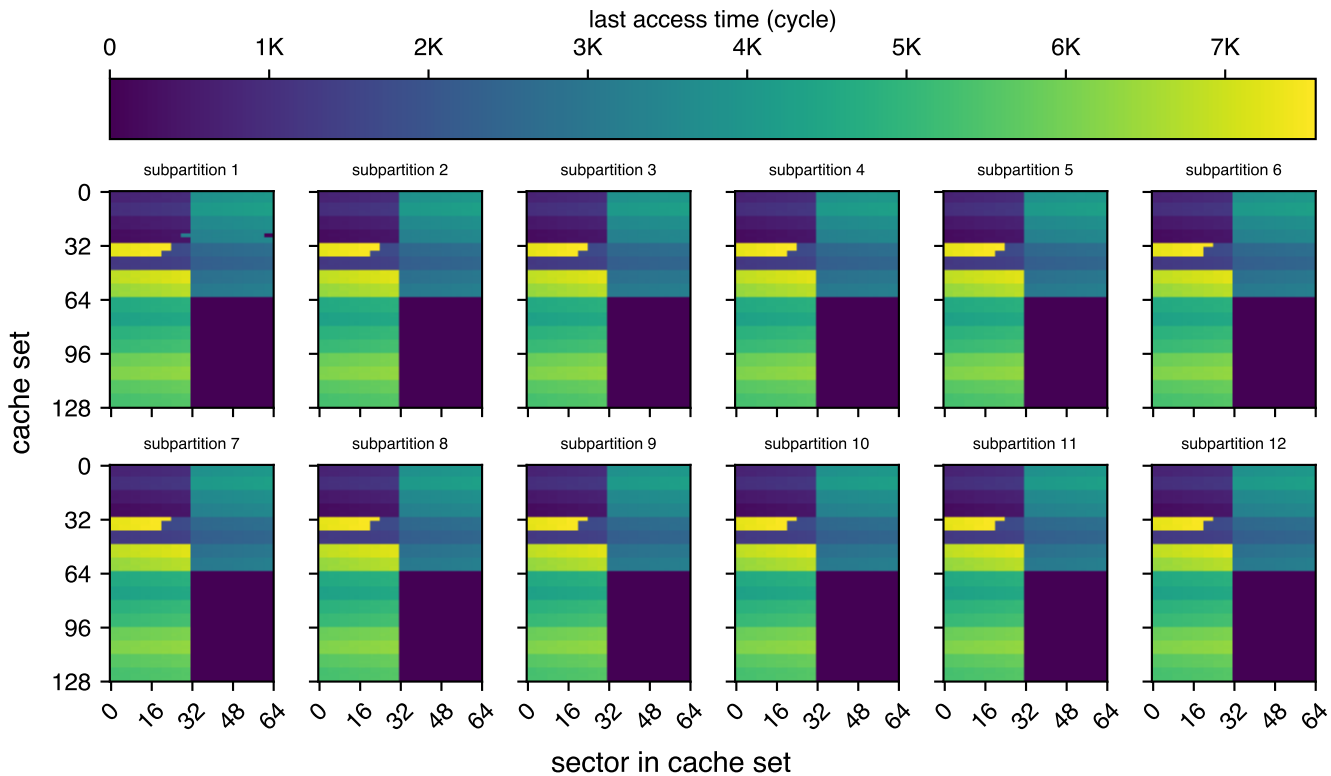 last access time (cycle)
0 1K 2K 3K 4K 5K 6K 7K
subpartition 1 subpartition 2 subpartition 3 subpartition 4 subpartition 5 subpartition 6
0
32
64
96
128
cache set
subpartition 7 subpartition 8 subpartition 9 subpartition 10 subpartition 11 subpartition 12
0
32
64
96
128
0 16 32 48 64 0 16 32 48 64 0 16 32 48 64 0 16 32 48 64 0 16 32 48 64 0 16 32 48 64
sector in cache set